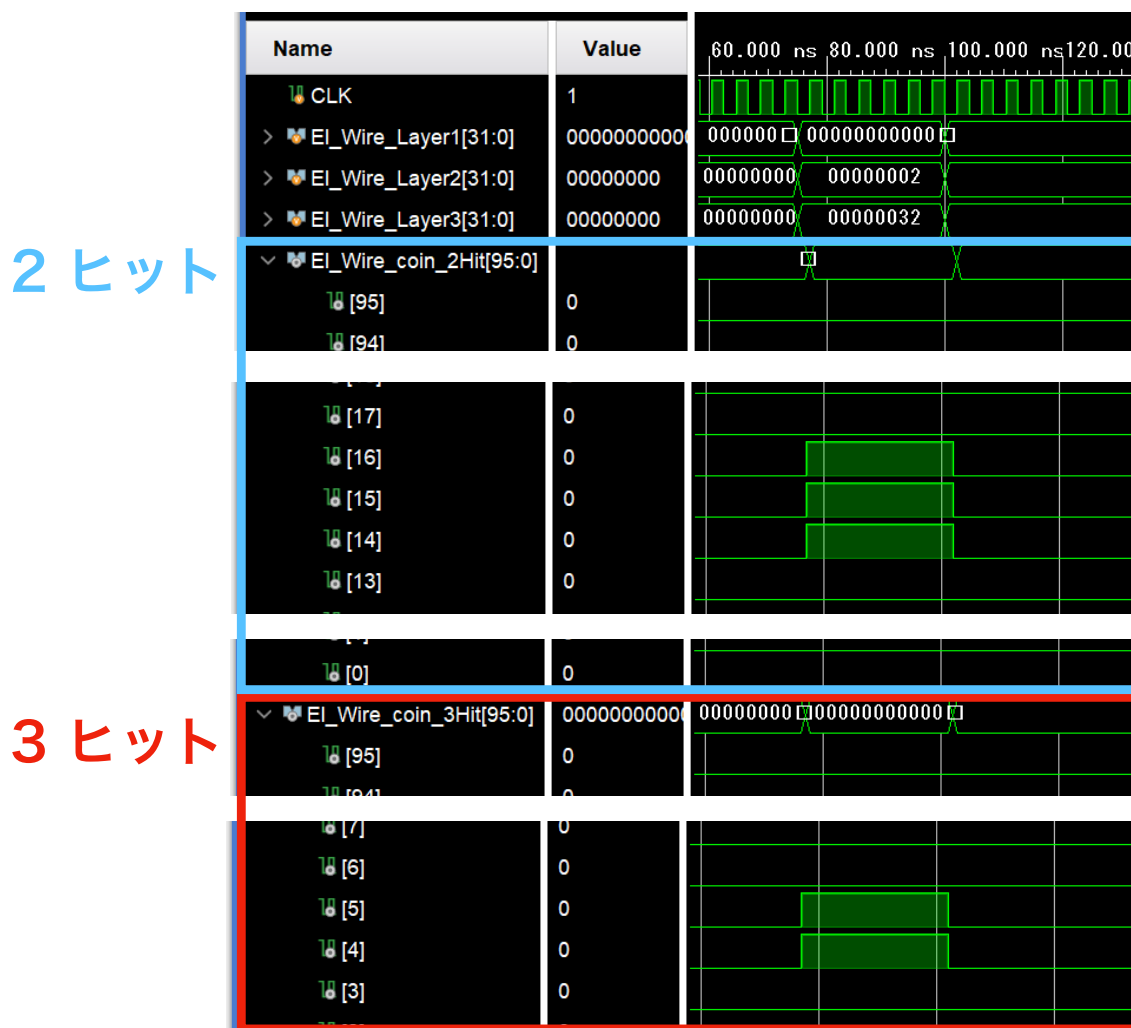 Name Value 60.000 ns 80.000 ns 100.000 ns 120.00
CLK 1
EI_Wire_Layer1[31:0] 00000000000 000000 00000000000
EI_Wire_Layer2[31:0] 00000000 00000000 00000002
EI_Wire_Layer3[31:0] 00000000 00000000 00000032
2 ヒット
EI_Wire_coin_2Hit[95:0]
[95] 0
[94] 0
[17] 0
[16] 0
[15] 0
[14] 0
[13] 0
[0] 0
3 ヒット
EI_Wire_coin_3Hit[95:0] 00000000000 00000000 00000000000
[95] 0
[94] 0
[7] 0
[6] 0
[5] 0
[4] 0
[3] 0